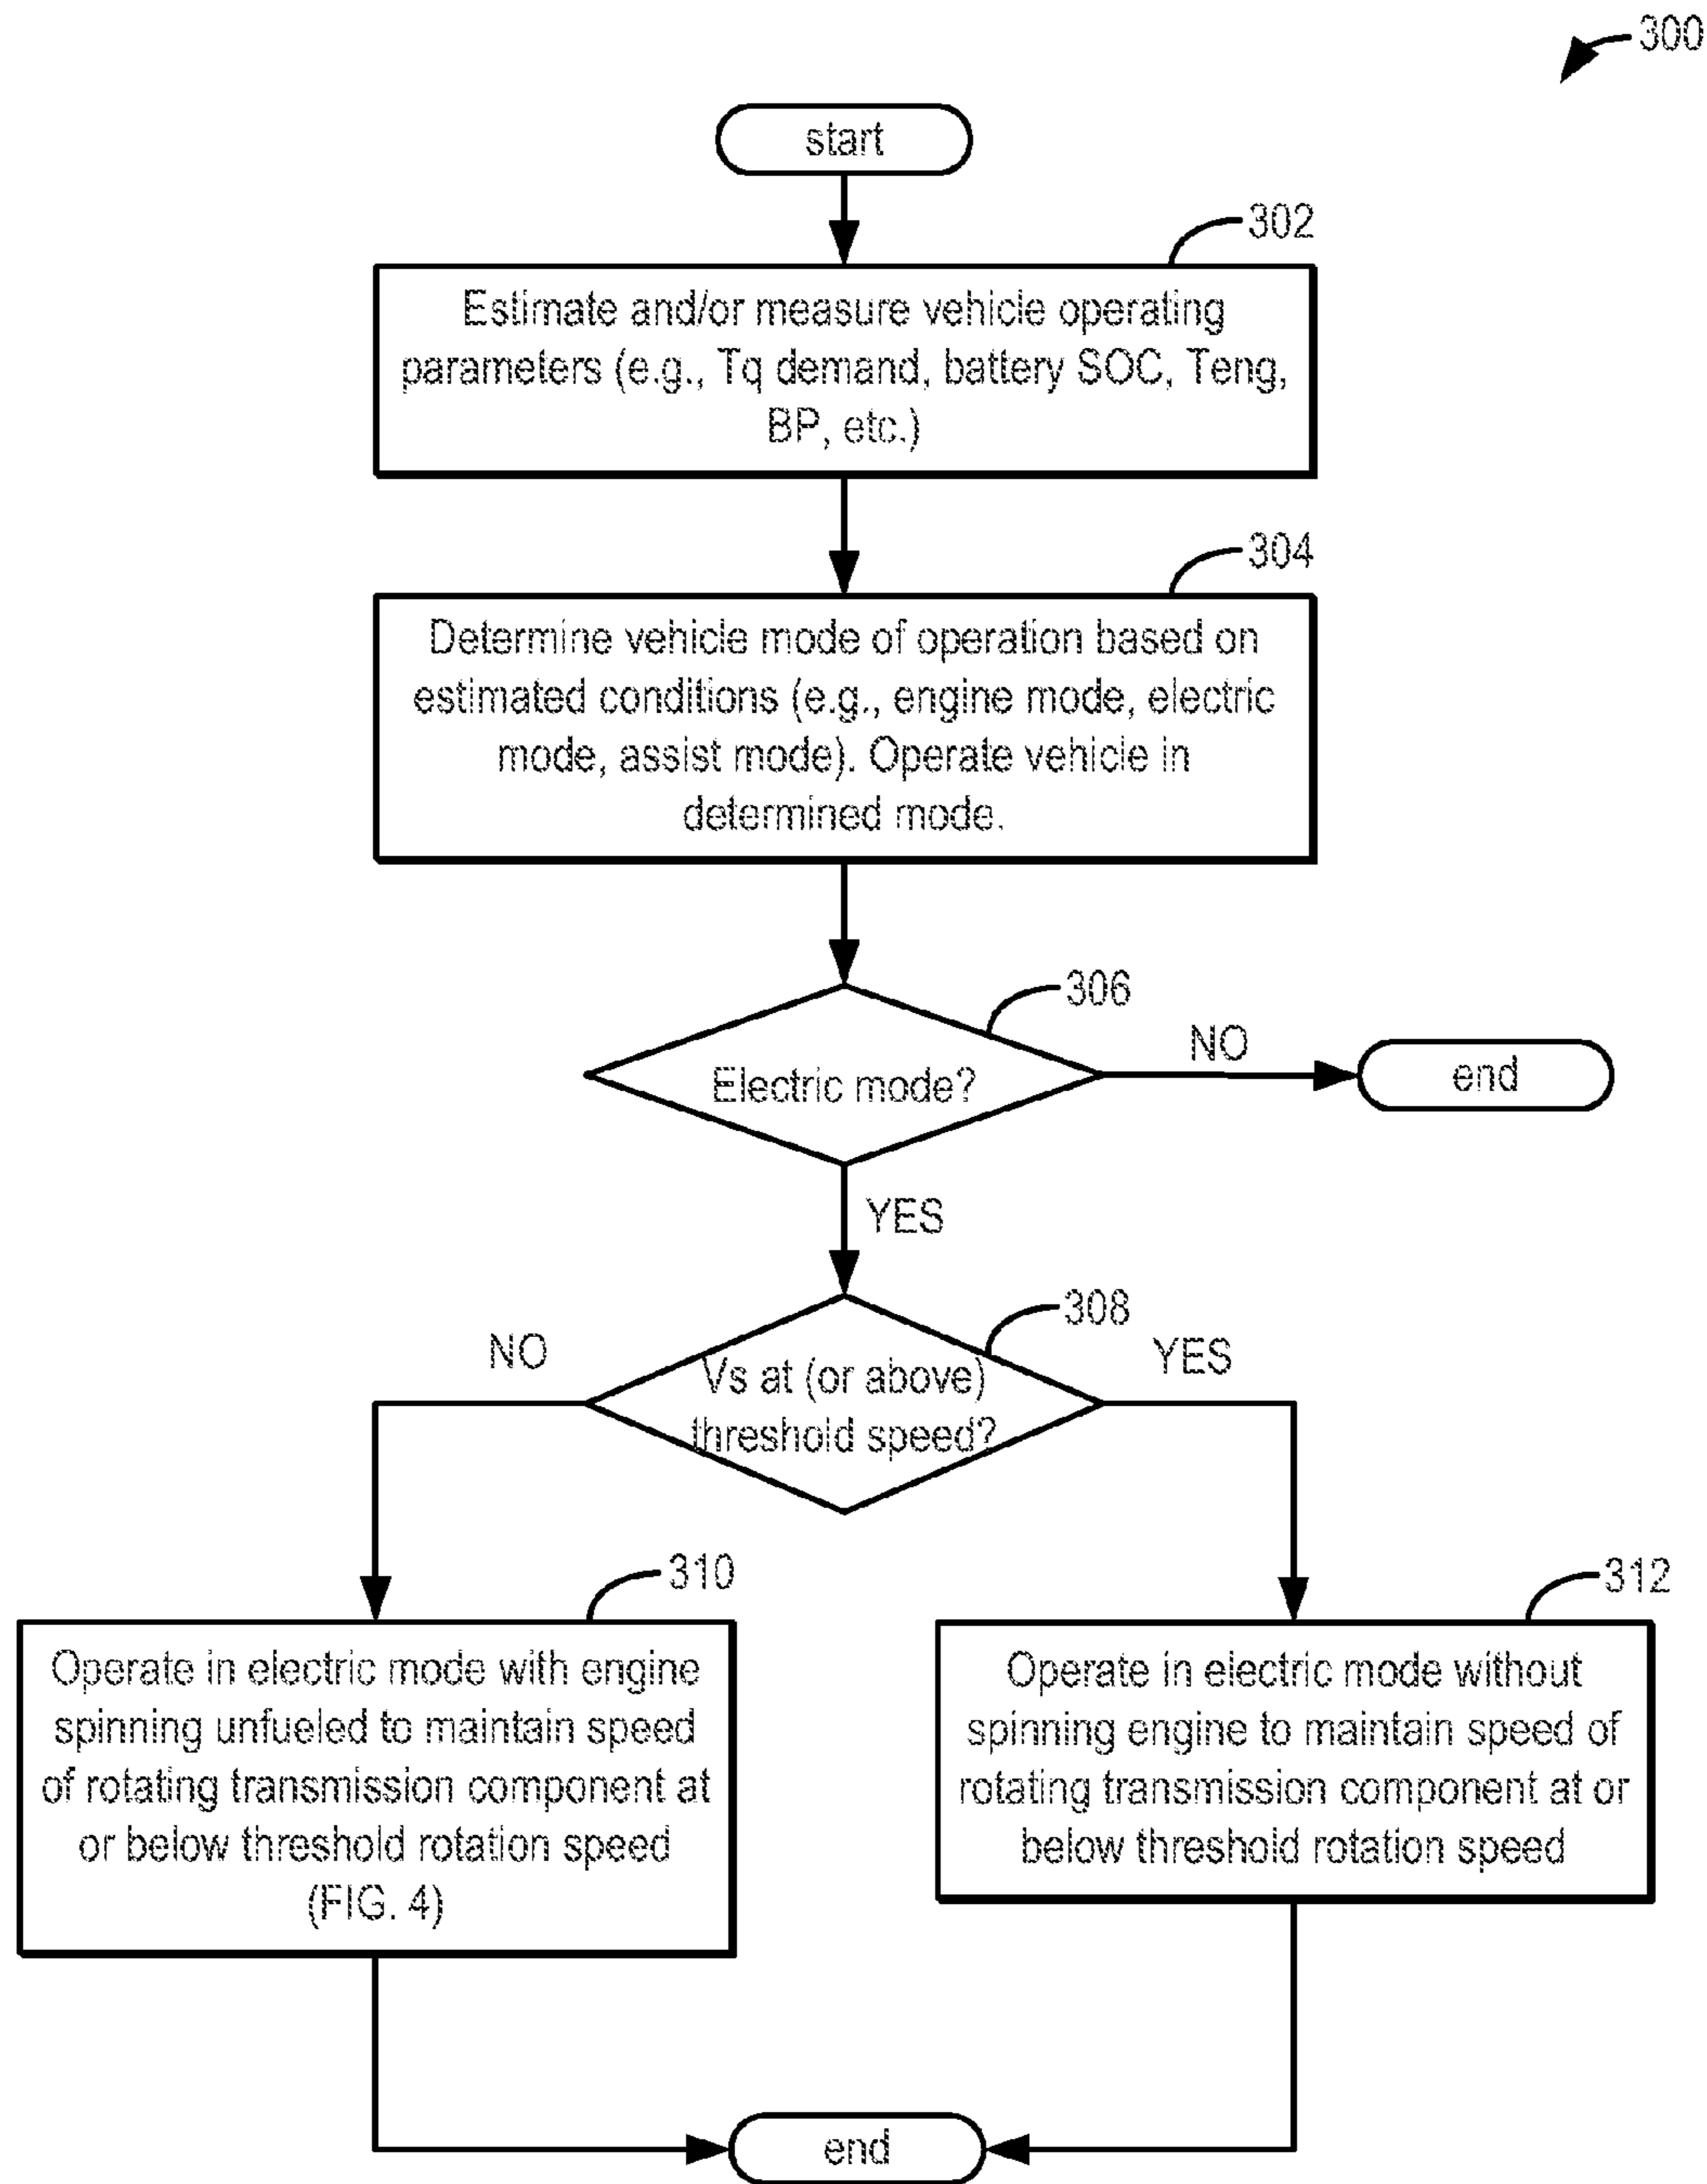 300
start
302
Estimate and/or measure vehicle operating
parameters (e.g., Tq demand, battery SOC, Teng,
BP, etc.)
304
Determine vehicle mode of operation based on
estimated conditions (e.g., engine mode, electric
mode, assist mode). Operate vehicle in
determined mode.
306
Electric mode?
NO
end
YES
308
Vs at (or above)
threshold speed?
NO
YES
310
Operate in electric mode with engine
spinning unfueled to maintain speed
of rotating transmission component at
or below threshold rotation speed
(FIG. 4)
312
Operate in electric mode without
spinning engine to maintain speed of
rotating transmission component at or
below threshold rotation speed
end